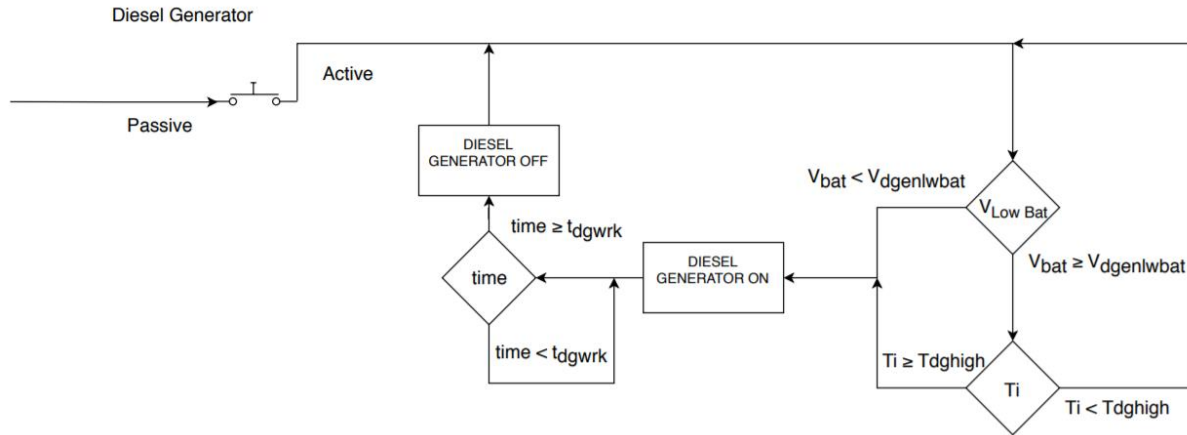 Diesel Generator
Active
Passive
DIESEL
GENERATOR OFF
Vbat < Vdgenlwbat
VLow Bat
time ≥ tdgwrk
DIESEL
GENERATOR ON
Vbat ≥ Vdgenlwbat
time
time < tdgwrk
Ti ≥ Tdghigh
Ti
Ti < Tdghigh